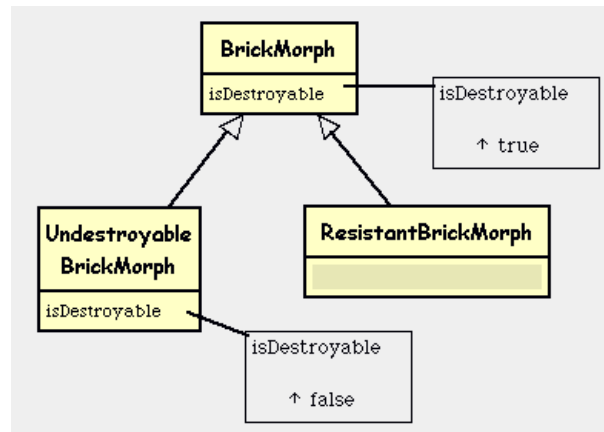 BrickMorph
isDestroyable
isDestroyable
↑ true
Undestroyable
BrickMorph
isDestroyable
ResistantBrickMorph
isDestroyable
↑ false